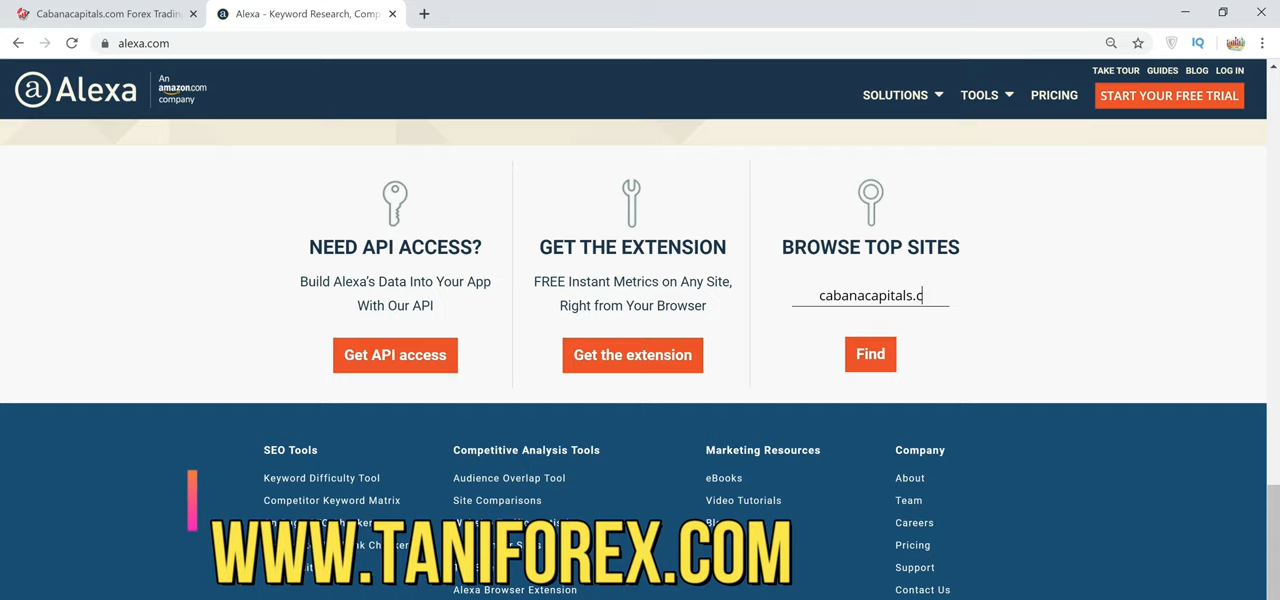 Cabanacapitals.com Forex Tradin
Alexa - Keyword Research, Comp
alexa.com
IQ
TAKE TOUR GUIDES BLOG LOG IN
a Alexa
An amazon.com company
SOLUTIONS TOOLS PRICING START YOUR FREE TRIAL
NEED API ACCESS?
Build Alexa's Data Into Your App
With Our API
Get API access
GET THE EXTENSION
FREE Instant Metrics on Any Site,
Right from Your Browser
Get the extension
BROWSE TOP SITES
cabanacapitals.c
Find
SEO Tools
Keyword Difficulty Tool
Competitor Keyword Matrix
Competitive Analysis Tools
Audience Overlap Tool
Site Comparisons
Alexa Browser Extension
Marketing Resources
eBooks
Video Tutorials
Company
About
Team
Careers
Pricing
Support
Contact Us
WWW.TANIFOREX.COM